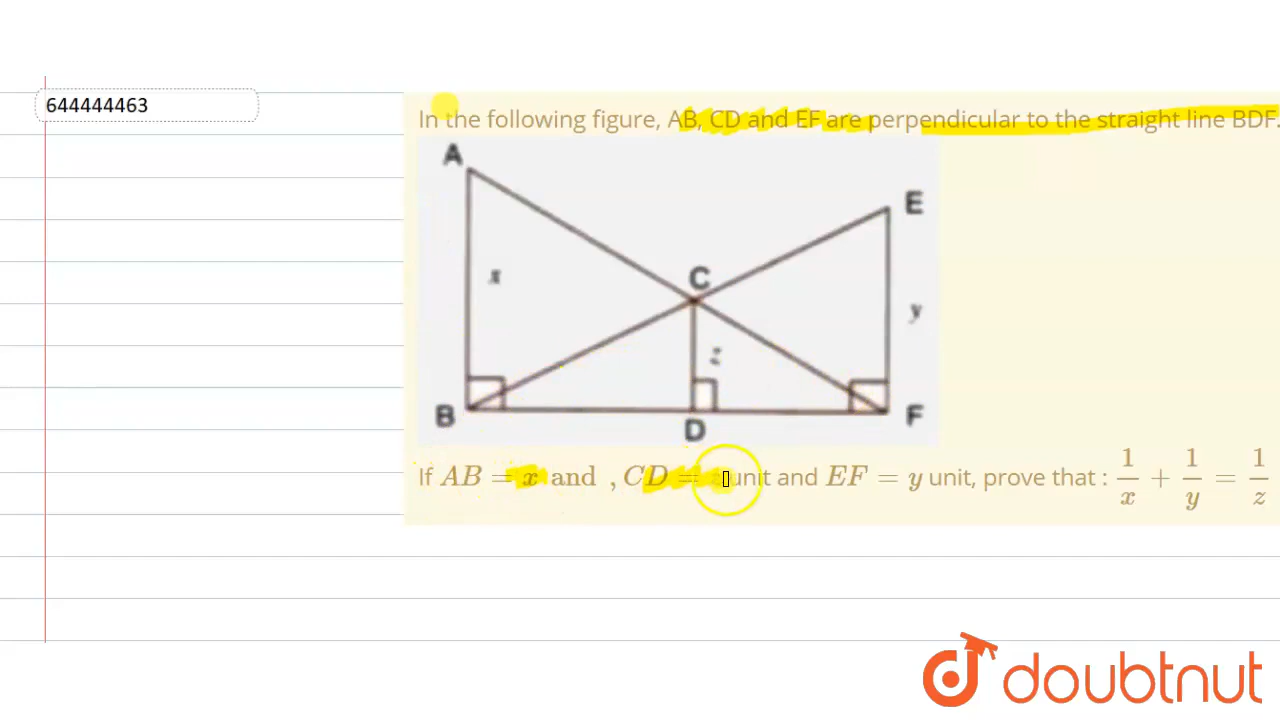 644444463
In the following figure, AB, CD and EF are perpendicular to the straight line BDF.
A
E
C
x
y
z
B
D
F
If AB = x and , CD = unit and EF = y unit, prove that : 1/x + 1/y = 1/z
doubtnut